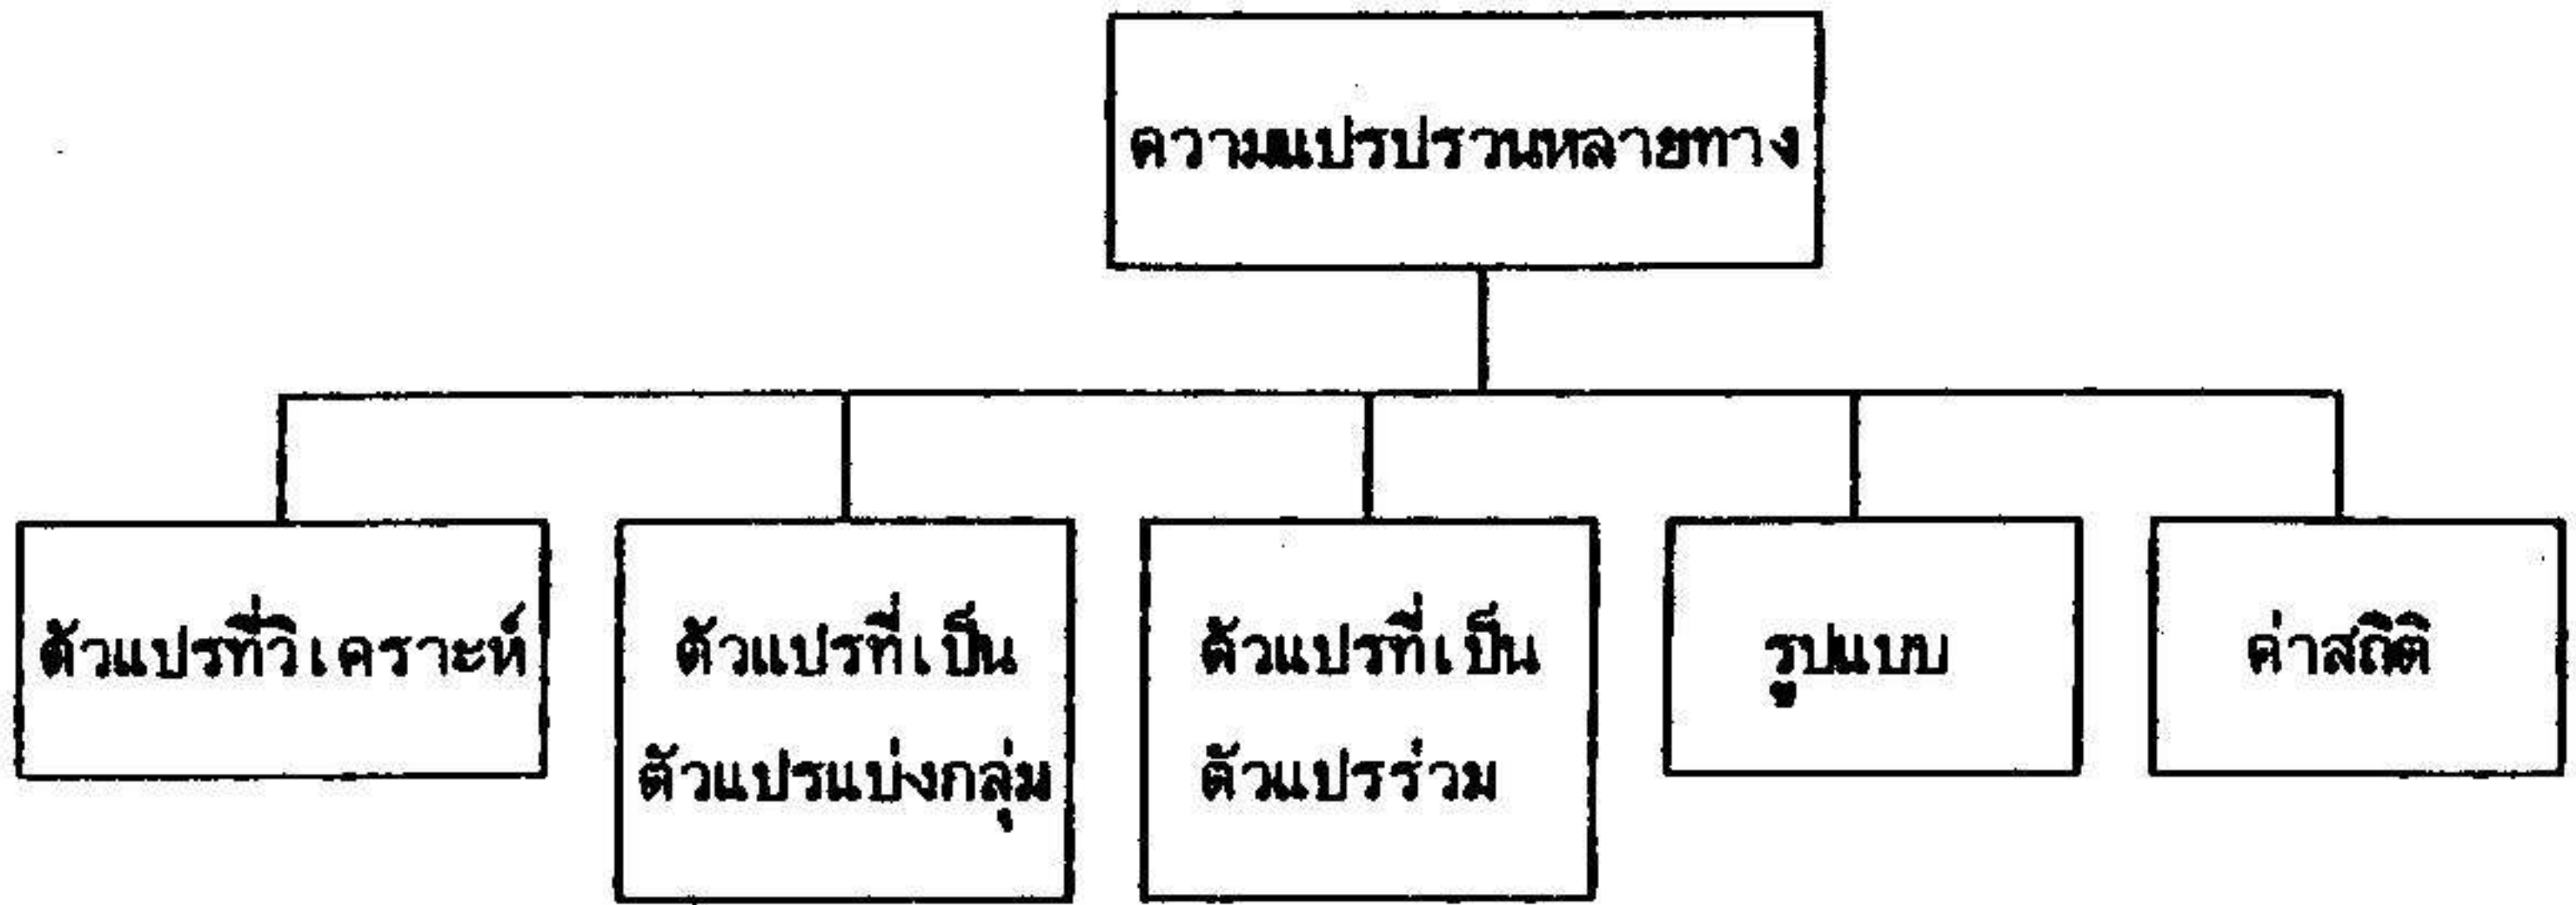 ความแปรปรวนหลายทาง
ตัวแปรที่วิเคราะห์
ตัวแปรที่เป็น
ตัวแปรแบ่งกลุ่ม
ตัวแปรที่เป็น
ตัวแปรร่วม
รูปแบบ
ค่าสถิติ